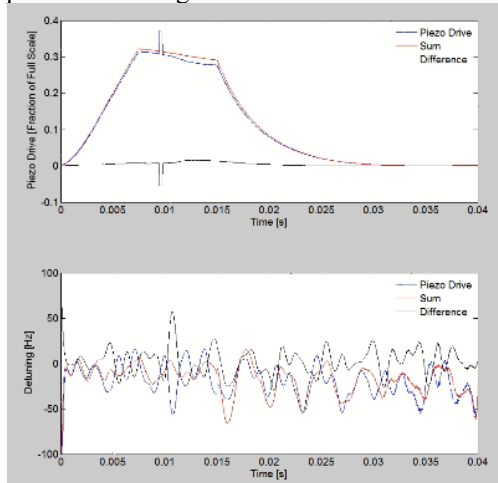 0.4
0.3
0.2
0.1
0
-0.1
Piezo Drive [Fraction of Full Scale]
Piezo Drive
Sum
Difference
0 0.005 0.01 0.015 0.02 0.025 0.03 0.035 0.04
Time [s]
100
50
0
-50
-100
Detuning [Hz]
Piezo Drive
Sum
Difference
0 0.005 0.01 0.015 0.02 0.025 0.03 0.035 0.04
Time [s]